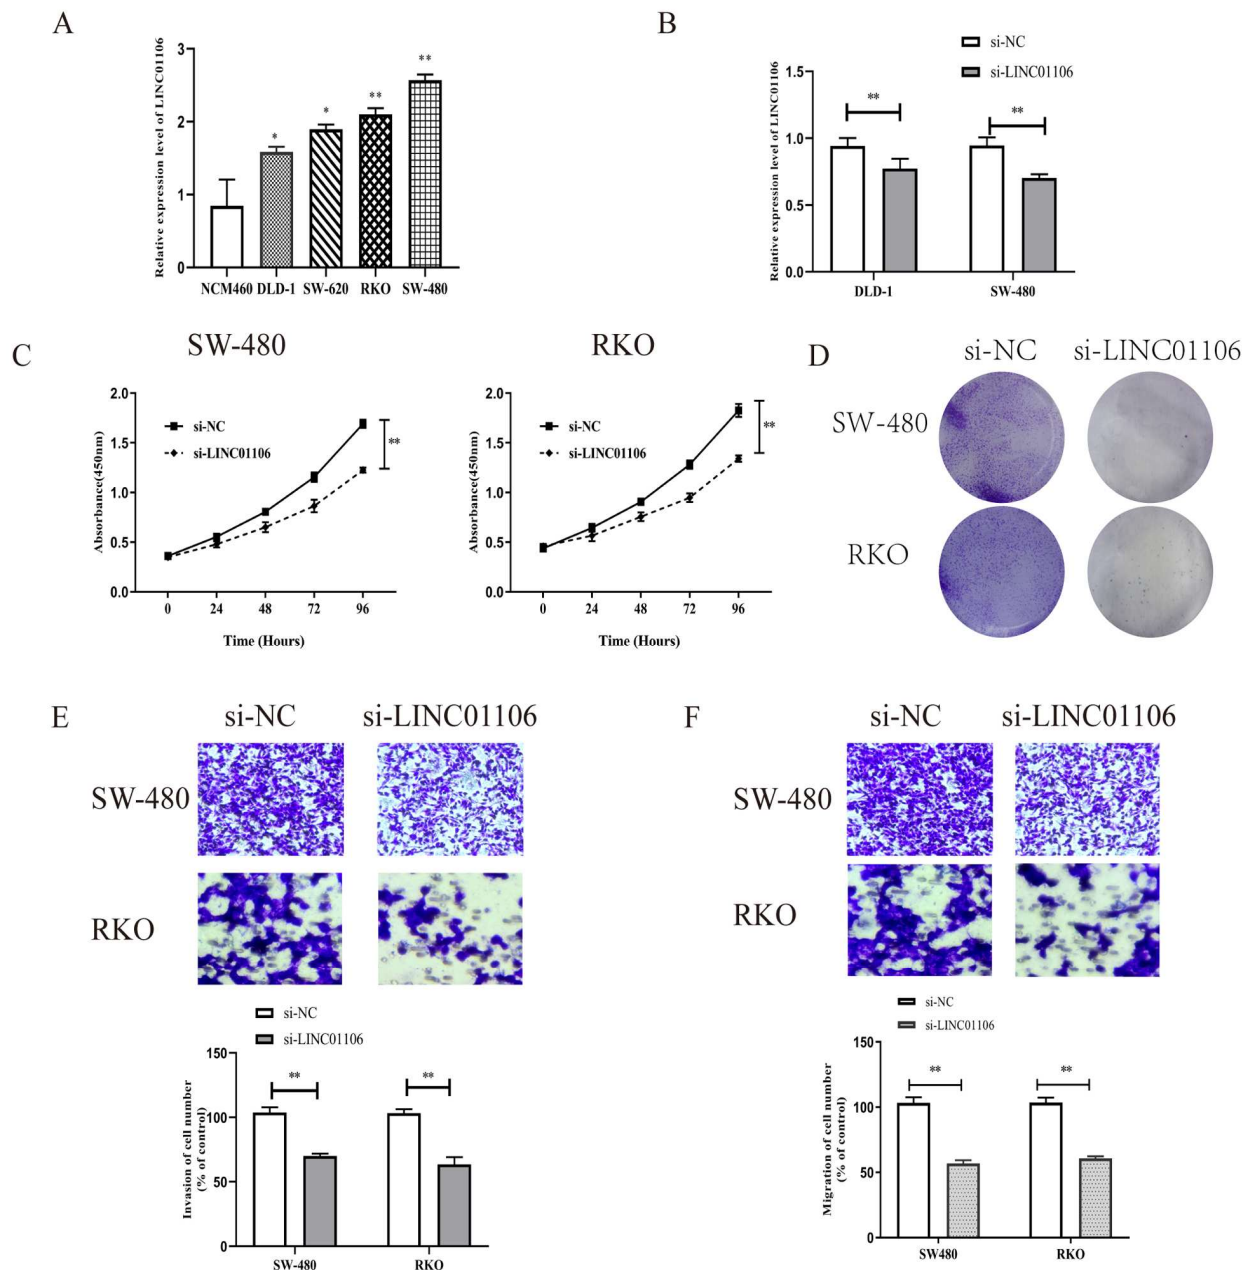 A
Relative expression level of LINC01106
3
2
1
0
*
*
**
**
NCM460 DLD-1 SW-620 RKO SW-480
B
si-NC
si-LINC01106
Relative expression level of LINC01106
1.5
1.0
0.5
0.0
**
**
DLD-1 SW-480
C
SW-480
Absorbance(450nm)
2.0
1.5
1.0
0.5
0.0
si-NC
si-LINC01106
**
0 24 48 72 96
Time (Hours)
RKO
Absorbance(450nm)
2.0
1.5
1.0
0.5
0.0
si-NC
si-LINC01106
**
0 24 48 72 96
Time (Hours)
D
si-NC si-LINC01106
SW-480
RKO
E
si-NC si-LINC01106
SW-480
RKO
si-NC
si-LINC01106
Invasion of cell number
(% of control)
150
100
50
0
**
**
SW-480 RKO
F
si-NC si-LINC01106
SW-480
RKO
si-NC
si-LINC01106
Migration of cell number
(% of control)
150
100
50
0
**
**
SW480 RKO